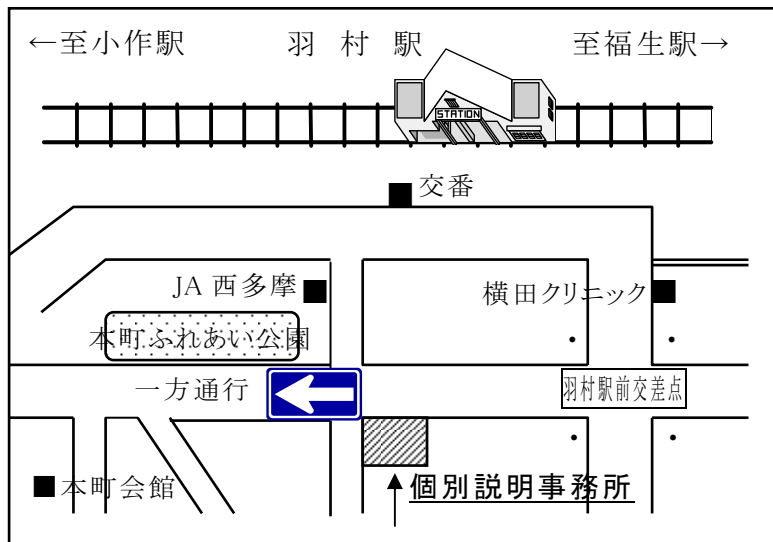 ←至小作駅 羽村駅 至福生駅→
STATION
交番
JA西多摩 横田クリニック
本町ふれあい公園
一方通行 羽村駅前交差点
本町会館 個別説明事務所